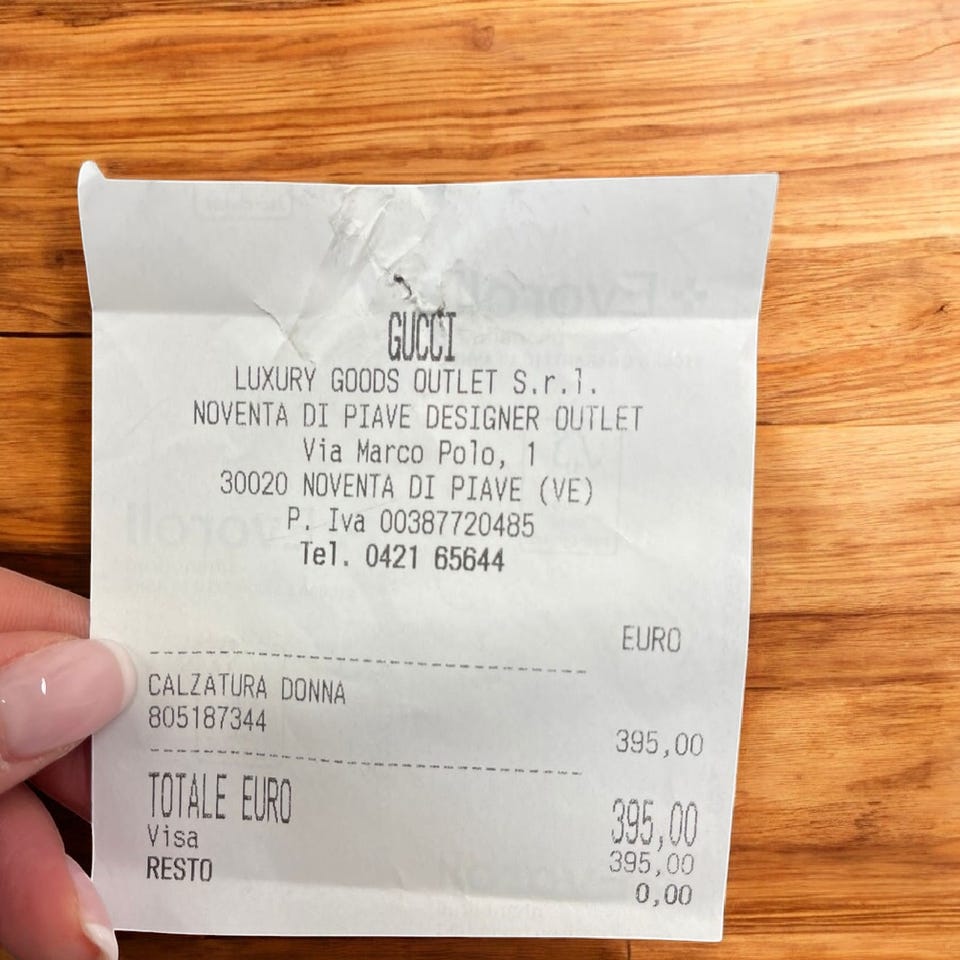 GUCCI
LUXURY GOODS OUTLET S.r.l.
NOVENTA DI PIAVE DESIGNER OUTLET
Via Marco Polo, 1
30020 NOVENTA DI PIAVE (VE)
P. Iva 00387720485
Tel. 0421 65644
EURO
CALZATURA DONNA
805187344
395,00
TOTALE EURO 395,00
Visa 395,00
RESTO 0,00